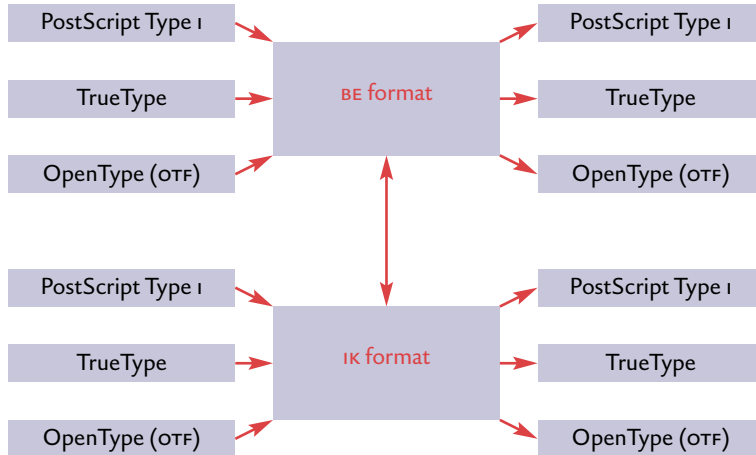 PostScript Type 1
PostScript Type 1
BE format
TrueType
TrueType
OpenType (OTF)
OpenType (OTF)
PostScript Type 1
PostScript Type 1
IK format
TrueType
TrueType
OpenType (OTF)
OpenType (OTF)